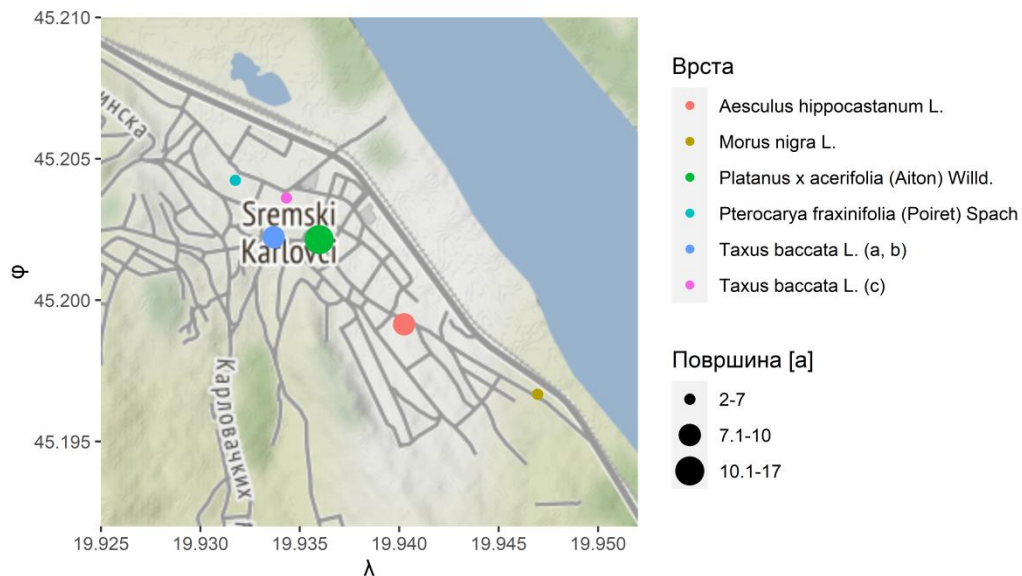 45.210
45.205
45.200
45.195
φ
19.925
19.930
19.935
19.940
19.945
19.950
λ
инска
Sremski
Karlovci
Карловачких
Врста
Aesculus hippocastanum L.
Morus nigra L.
Platanus x acerifolia (Aiton) Willd.
Pterocarya fraxinifolia (Poiret) Spach
Taxus baccata L. (a, b)
Taxus baccata L. (c)
Површина [a]
2-7
7.1-10
10.1-17